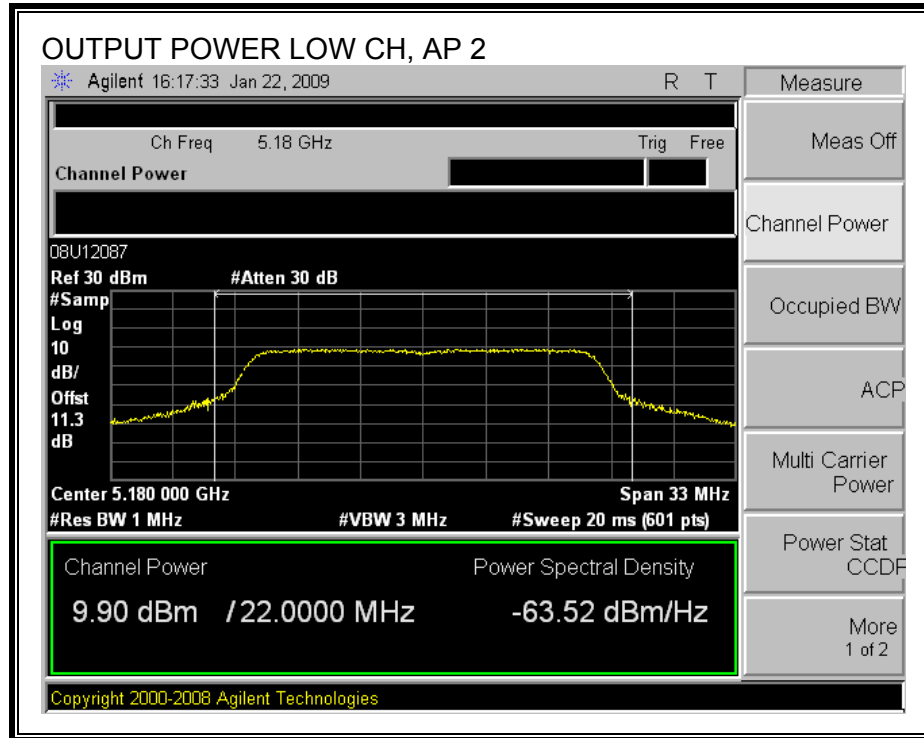 OUTPUT POWER LOW CH, AP 2
Agilent 16:17:33 Jan 22, 2009 R T
Measure
Ch Freq 5.18 GHz Trig Free
Channel Power
Meas Off
Channel Power
Occupied BW
ACP
Multi Carrier
Power
Power Stat
CCDF
More
1 of 2
08U12087
Ref 30 dBm #Atten 30 dB
#Samp
Log
10
dB/
Offst
11.3
dB
Center 5.180 000 GHz Span 33 MHz
#Res BW 1 MHz #VBW 3 MHz #Sweep 20 ms (601 pts)
Channel Power Power Spectral Density
9.90 dBm / 22.0000 MHz -63.52 dBm/Hz
Copyright 2000-2008 Agilent Technologies